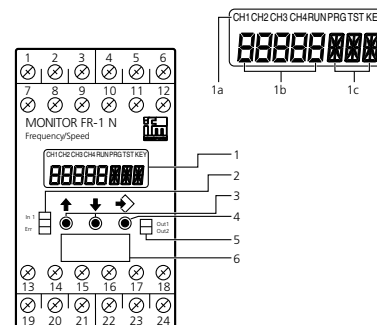 CH1 CH2 CH3 CH4 RUN PRG TST KE
1a
1b
1c
1 2 3 4 5 6
7 8 9 10 11 12
MONITOR FR-1 N
Frequency/Speed
CH1 CH2 CH3 CH4 RUN PRG TST KEY
1
2
3
4
5
6
In 1
Err
Out1
Out2
13 14 15 16 17 18
19 20 21 22 23 24